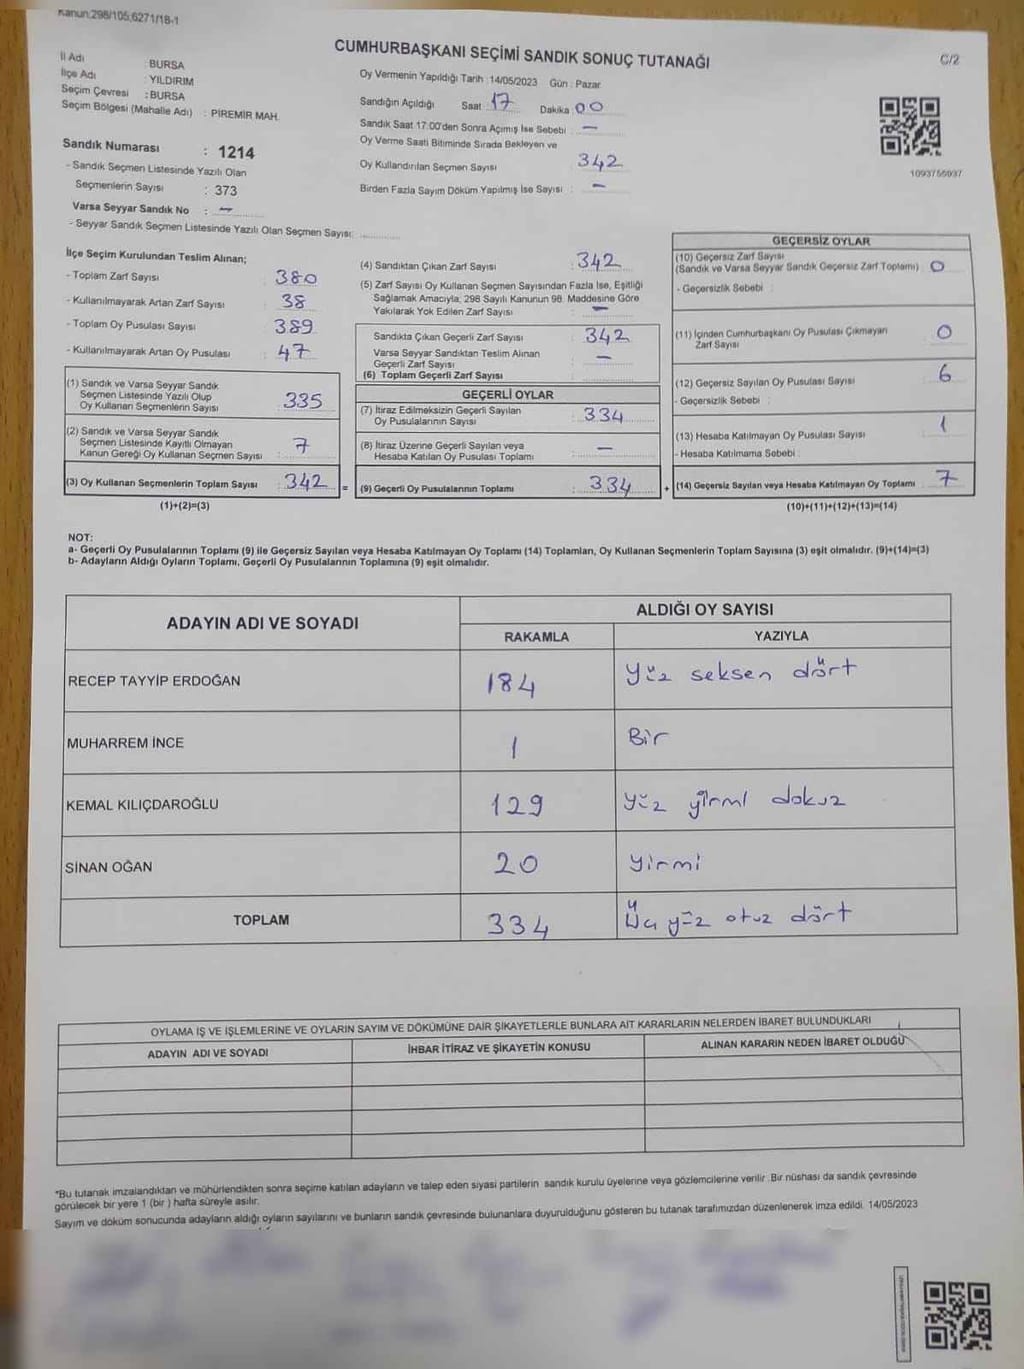 Kanun:298/105;6271/18-1
CUMHURBAŞKANI SEÇİMİ SANDIK SONUÇ TUTANAĞI
C/2
İl Adı : BURSA
İlçe Adı : YILDIRIM
Seçim Çevresi : BURSA
Seçim Bölgesi (Mahalle Adı) : PİREMİR MAH.
Sandık Numarası : 1214
- Sandık Seçmen Listesinde Yazılı Olan
Seçmenlerin Sayısı : 373
Varsa Seyyar Sandık No : —
- Seyyar Sandık Seçmen Listesinde Yazılı Olan Seçmen Sayısı:
Oy Vermenin Yapıldığı Tarih :14/05/2023 Gün : Pazar
Sandığın Açıldığı Saat : 17 Dakika : 00
Sandık Saat 17:00'den Sonra Açımış İse Sebebi : —
Oy Verme Saati Bitiminde Sırada Bekleyen ve
Oy Kullandırılan Seçmen Sayısı : 342
Birden Fazla Sayım Döküm Yapılmış İse Sayısı : —
1093755937
İlçe Seçim Kurulundan Teslim Alınan;
- Toplam Zarf Sayısı : 380
- Kullanılmayarak Artan Zarf Sayısı : 38
- Toplam Oy Pusulası Sayısı : 389
- Kullanılmayarak Artan Oy Pusulası : 47
(1) Sandık ve Varsa Seyyar Sandık
Seçmen Listesinde Yazılı Olup
Oy Kullanan Seçmenlerin Sayısı : 335
(2) Sandık ve Varsa Seyyar Sandık
Seçmen Listesinde Kayıtlı Olmayan
Kanun Gereği Oy Kullanan Seçmen Sayısı : 7
(3) Oy Kullanan Seçmenlerin Toplam Sayısı : 342
(1)+(2)=(3)
(4) Sandıktan Çıkan Zarf Sayısı : 342
(5) Zarf Sayısı Oy Kullanan Seçmen Sayısından Fazla İse, Eşitliği
Sağlamak Amacıyla, 298 Sayılı Kanunun 98. Maddesine Göre
Yakılarak Yok Edilen Zarf Sayısı : —
Sandıkta Çıkan Geçerli Zarf Sayısı : 342
Varsa Seyyar Sandıktan Teslim Alınan
Geçerli Zarf Sayısı : —
(6) Toplam Geçerli Zarf Sayısı :
GEÇERLİ OYLAR
(7) İtiraz Edilmeksizin Geçerli Sayılan
Oy Pusulalarının Sayısı : 334
(8) İtiraz Üzerine Geçerli Sayılan veya
Hesaba Katılan Oy Pusulası Toplamı : —
= (9) Geçerli Oy Pusulalarının Toplamı : 334
GEÇERSİZ OYLAR
(10) Geçersiz Zarf Sayısı
(Sandık ve Varsa Seyyar Sandık Geçersiz Zarf Toplamı) : 0
- Geçersizlik Sebebi :
(11) İçinden Cumhurbaşkanı Oy Pusulası Çıkmayan
Zarf Sayısı : 0
(12) Geçersiz Sayılan Oy Pusulası Sayısı : 6
- Geçersizlik Sebebi :
(13) Hesaba Katılmayan Oy Pusulası Sayısı : 1
- Hesaba Katılmama Sebebi :
+ (14) Geçersiz Sayılan veya Hesaba Katılmayan Oy Toplamı : 7
(10)+(11)+(12)+(13)=(14)
NOT:
a- Geçerli Oy Pusulalarının Toplamı (9) ile Geçersiz Sayılan veya Hesaba Katılmayan Oy Toplamı (14) Toplamları, Oy Kullanan Seçmenlerin Toplam Sayısına (3) eşit olmalıdır. (9)+(14)=(3)
b- Adayların Aldığı Oyların Toplamı, Geçerli Oy Pusulalarının Toplamına (9) eşit olmalıdır.
ADAYIN ADI VE SOYADI
ALDIĞI OY SAYISI
RAKAMLA YAZIYLA
RECEP TAYYİP ERDOĞAN 184 Yüz seksen dört
MUHARREM İNCE 1 Bir
KEMAL KILIÇDAROĞLU 129 yüz yirmi dokuz
SİNAN OĞAN 20 yirmi
TOPLAM 334 Üç yüz otuz dört
OYLAMA İŞ VE İŞLEMLERİNE VE OYLARIN SAYIM VE DÖKÜMÜNE DAİR ŞİKAYETLERLE BUNLARA AİT KARARLARIN NELERDEN İBARET BULUNDUKLARI
ADAYIN ADI VE SOYADI İHBAR İTİRAZ VE ŞİKAYETİN KONUSU ALINAN KARARIN NEDEN İBARET OLDUĞU
*Bu tutanak imzalandıktan ve mühürlendikten sonra seçime katılan adayların ve talep eden siyasi partilerin sandık kurulu üyelerine veya gözlemcilerine verilir. Bir nüshası da sandık çevresinde
görülecek bir yere 1 (bir ) hafta süreyle asılır.
Sayım ve döküm sonucunda adayların aldığı oyların sayılarını ve bunların sandık çevresinde bulunanlara duyurulduğunu gösteren bu tutanak tarafımızdan düzenlenerek imza edildi. 14/05/2023